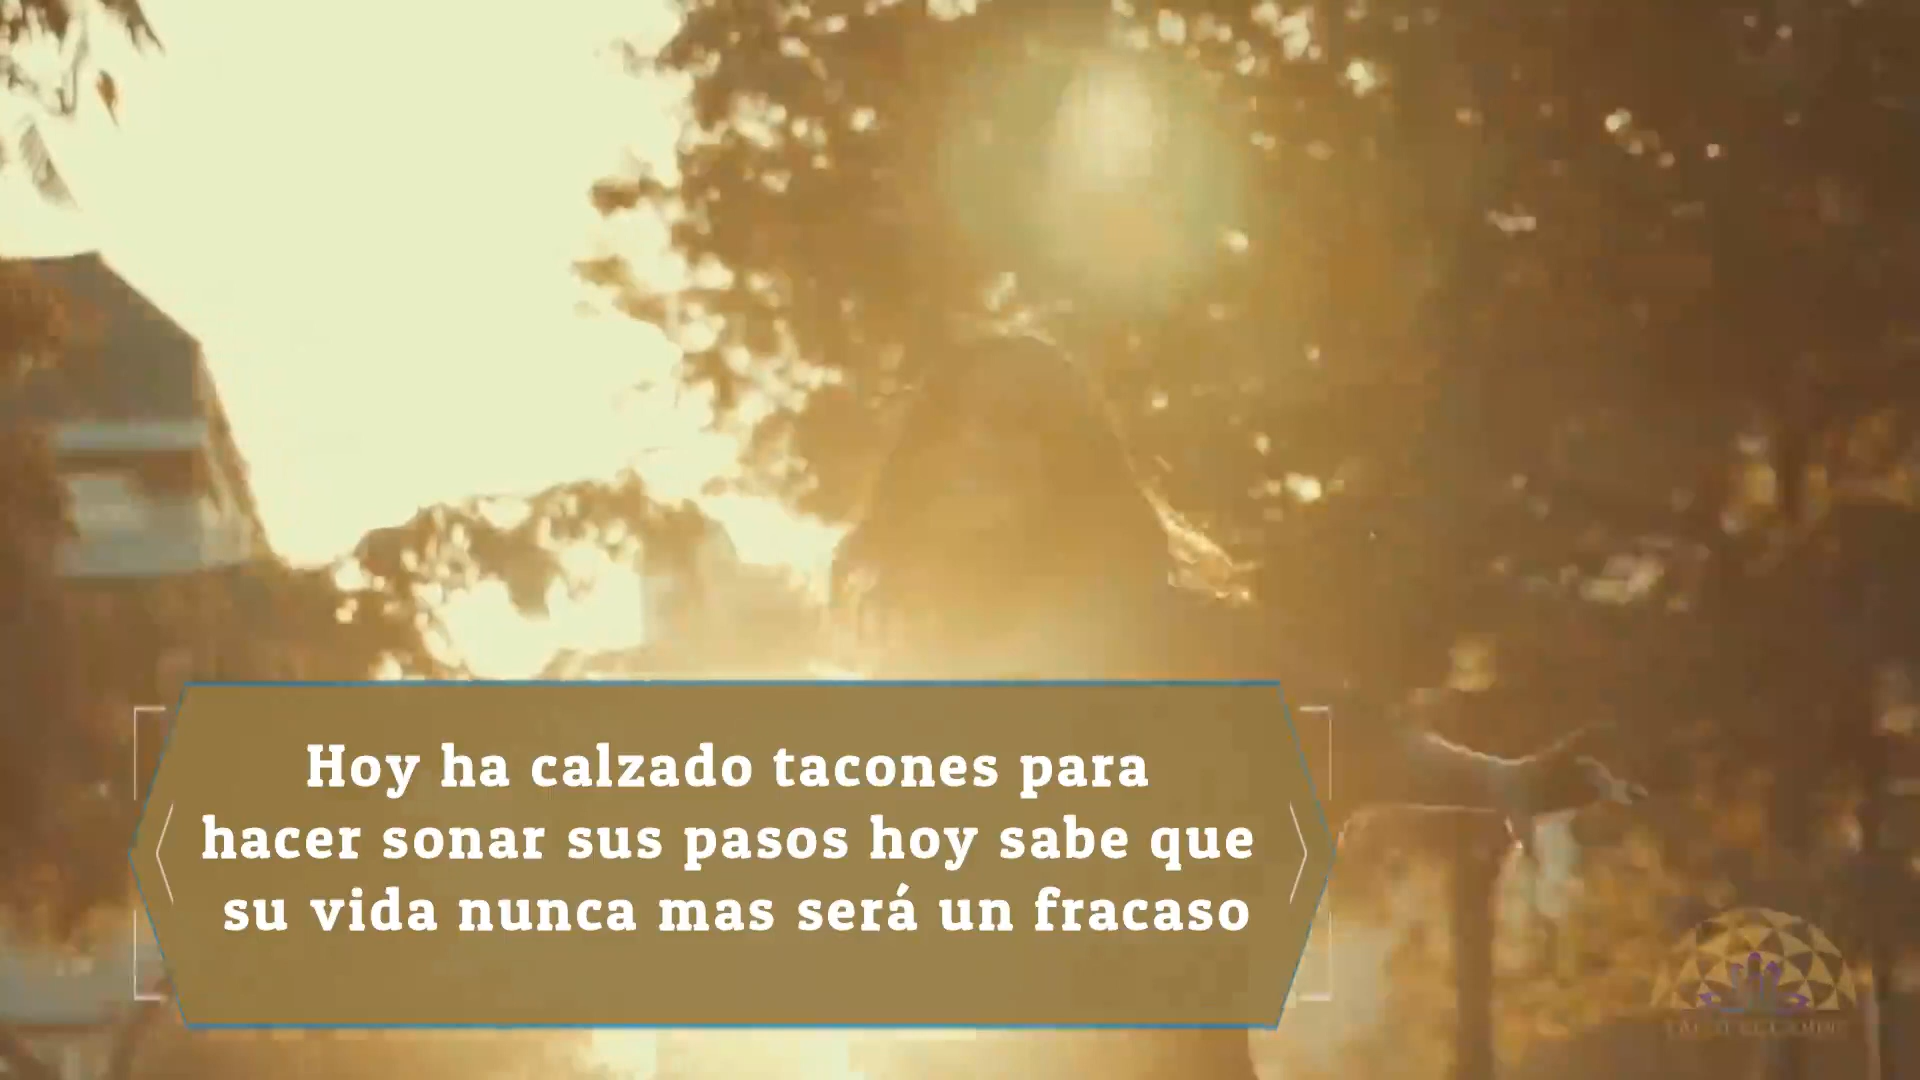 Hoy ha calzado tacones para
hacer sonar sus pasos hoy sabe que
su vida nunca mas será un fracaso